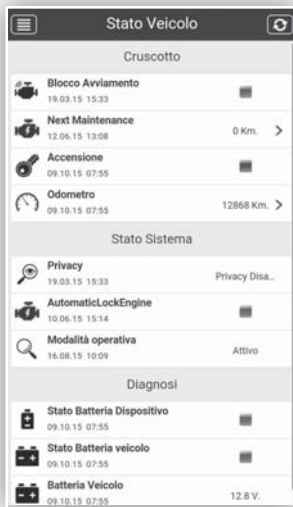 Stato Veicolo
Cruscotto
Blocco Avviamento
19.03.15 15:33
Next Maintenance
12.06.15 13:08
0 Km.
Accensione
09.10.15 07:55
Odometro
09.10.15 07:55
12868 Km.
Stato Sistema
Privacy
19.03.15 15:33
Privacy Disa...
AutomaticLockEngine
10.06.15 15:14
Modalità operativa
16.08.15 10:09
Attivo
Diagnosi
Stato Batteria Dispositivo
09.10.15 07:55
Stato Batteria veicolo
09.10.15 07:55
Batteria Veicolo
09.10.15 07:55
12.8 V.